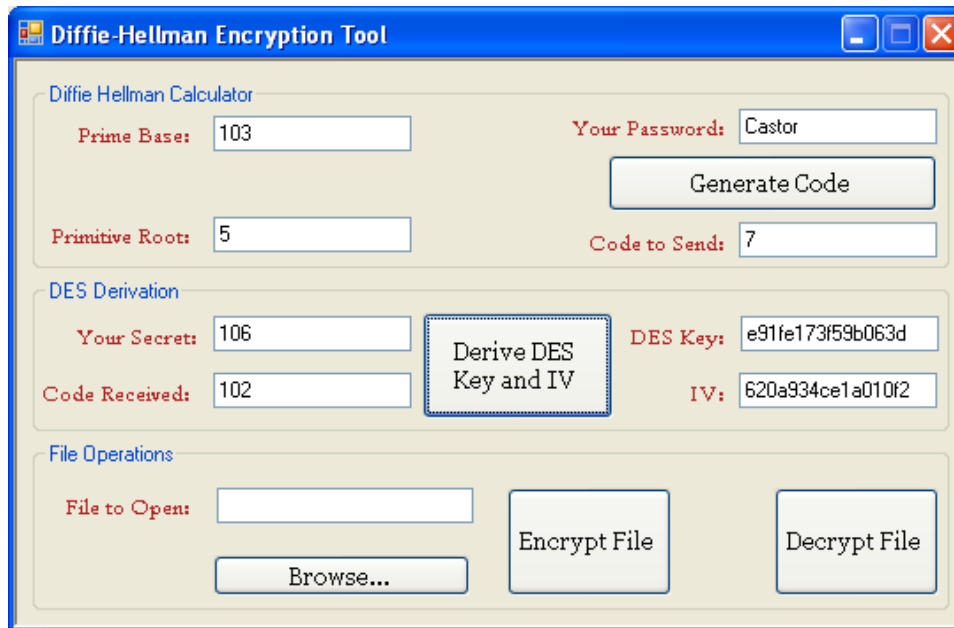 Diffie-Hellman Encryption Tool
Diffie Hellman Calculator
Prime Base: 103
Your Password: Castor
Generate Code
Primitive Root: 5
Code to Send: 7
DES Derivation
Your Secret: 106
Code Received: 102
Derive DES
Key and IV
DES Key: e91fe173f59b063d
IV: 620a934ce1a010f2
File Operations
File to Open:
Browse...
Encrypt File
Decrypt File